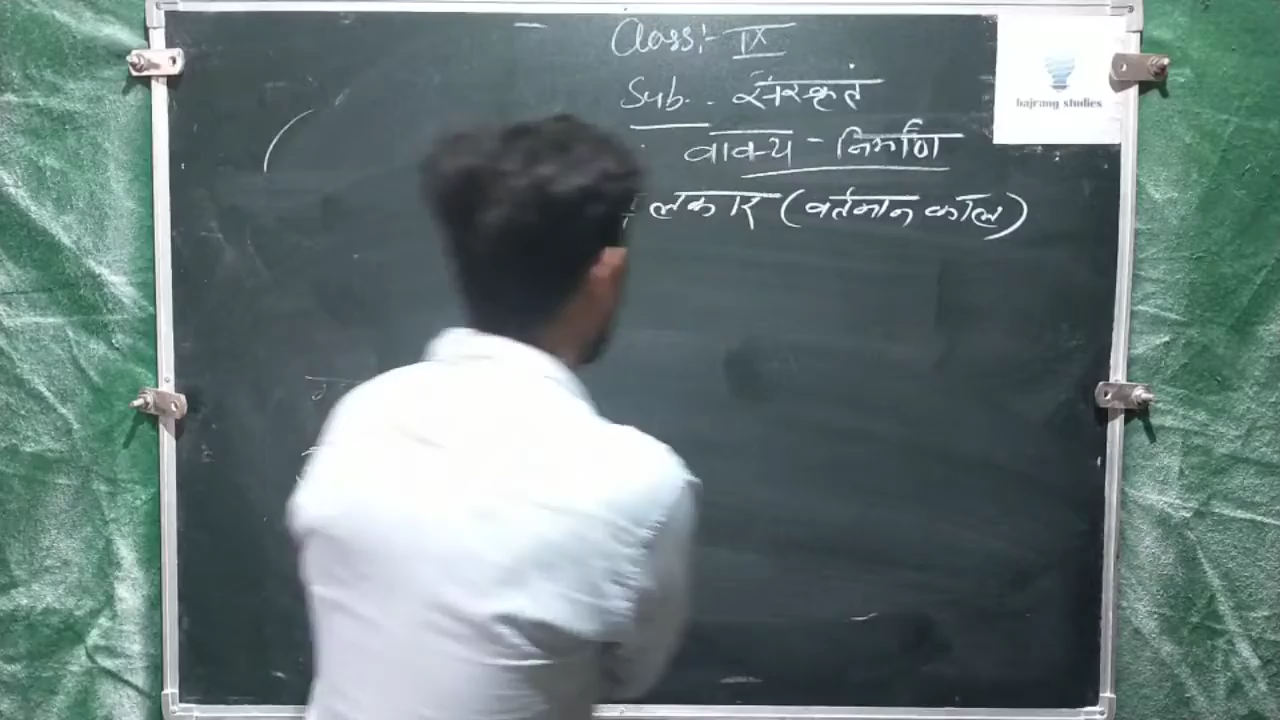 Class:- IX
Sub.. संस्कृतं
वाक्य - निर्माण
लकार (वर्तमान काल)
bajrang studies